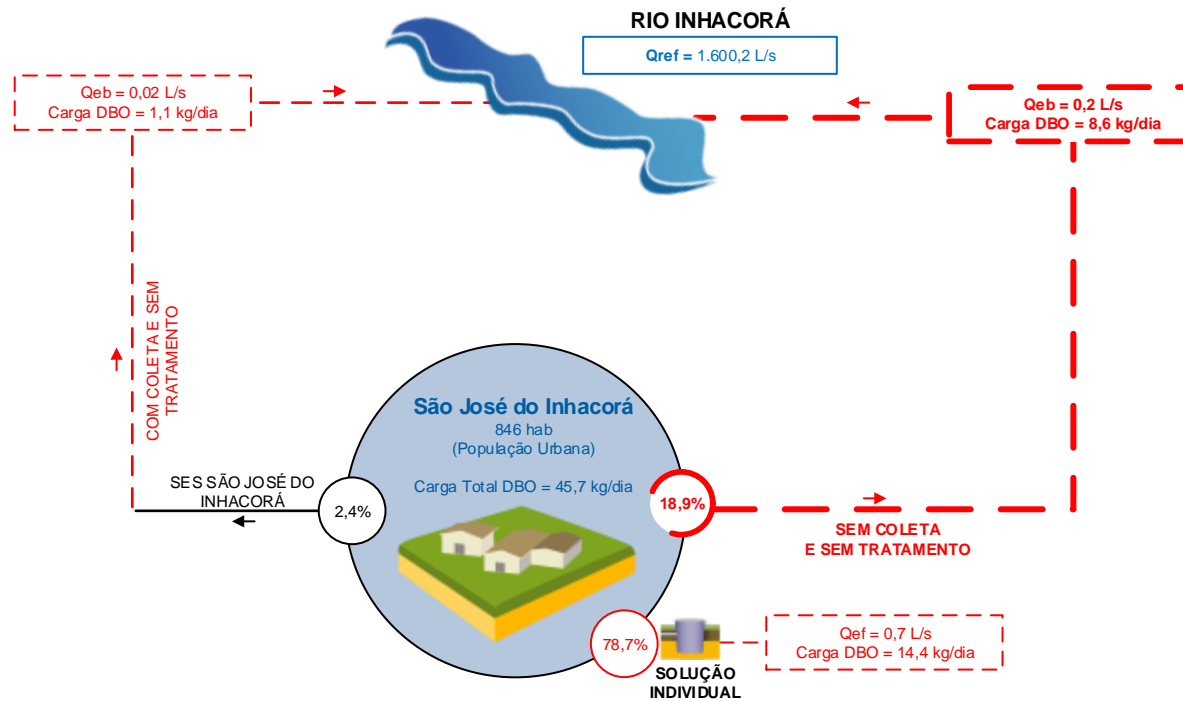 RIO INHACORÁ
Qref = 1.600,2 L/s
Qeb = 0,02 L/s
Carga DBO = 1,1 kg/dia
Qeb = 0,2 L/s
Carga DBO = 8,6 kg/dia
COM COLETA E SEM
TRATAMENTO
São José do Inhacorá
846 hab
(População Urbana)
Carga Total DBO = 45,7 kg/dia
SES SÃO JOSÉ DO
INHACORÁ
2,4%
18,9%
SEM COLETA
E SEM TRATAMENTO
78,7%
SOLUÇÃO
INDIVIDUAL
Qef = 0,7 L/s
Carga DBO = 14,4 kg/dia